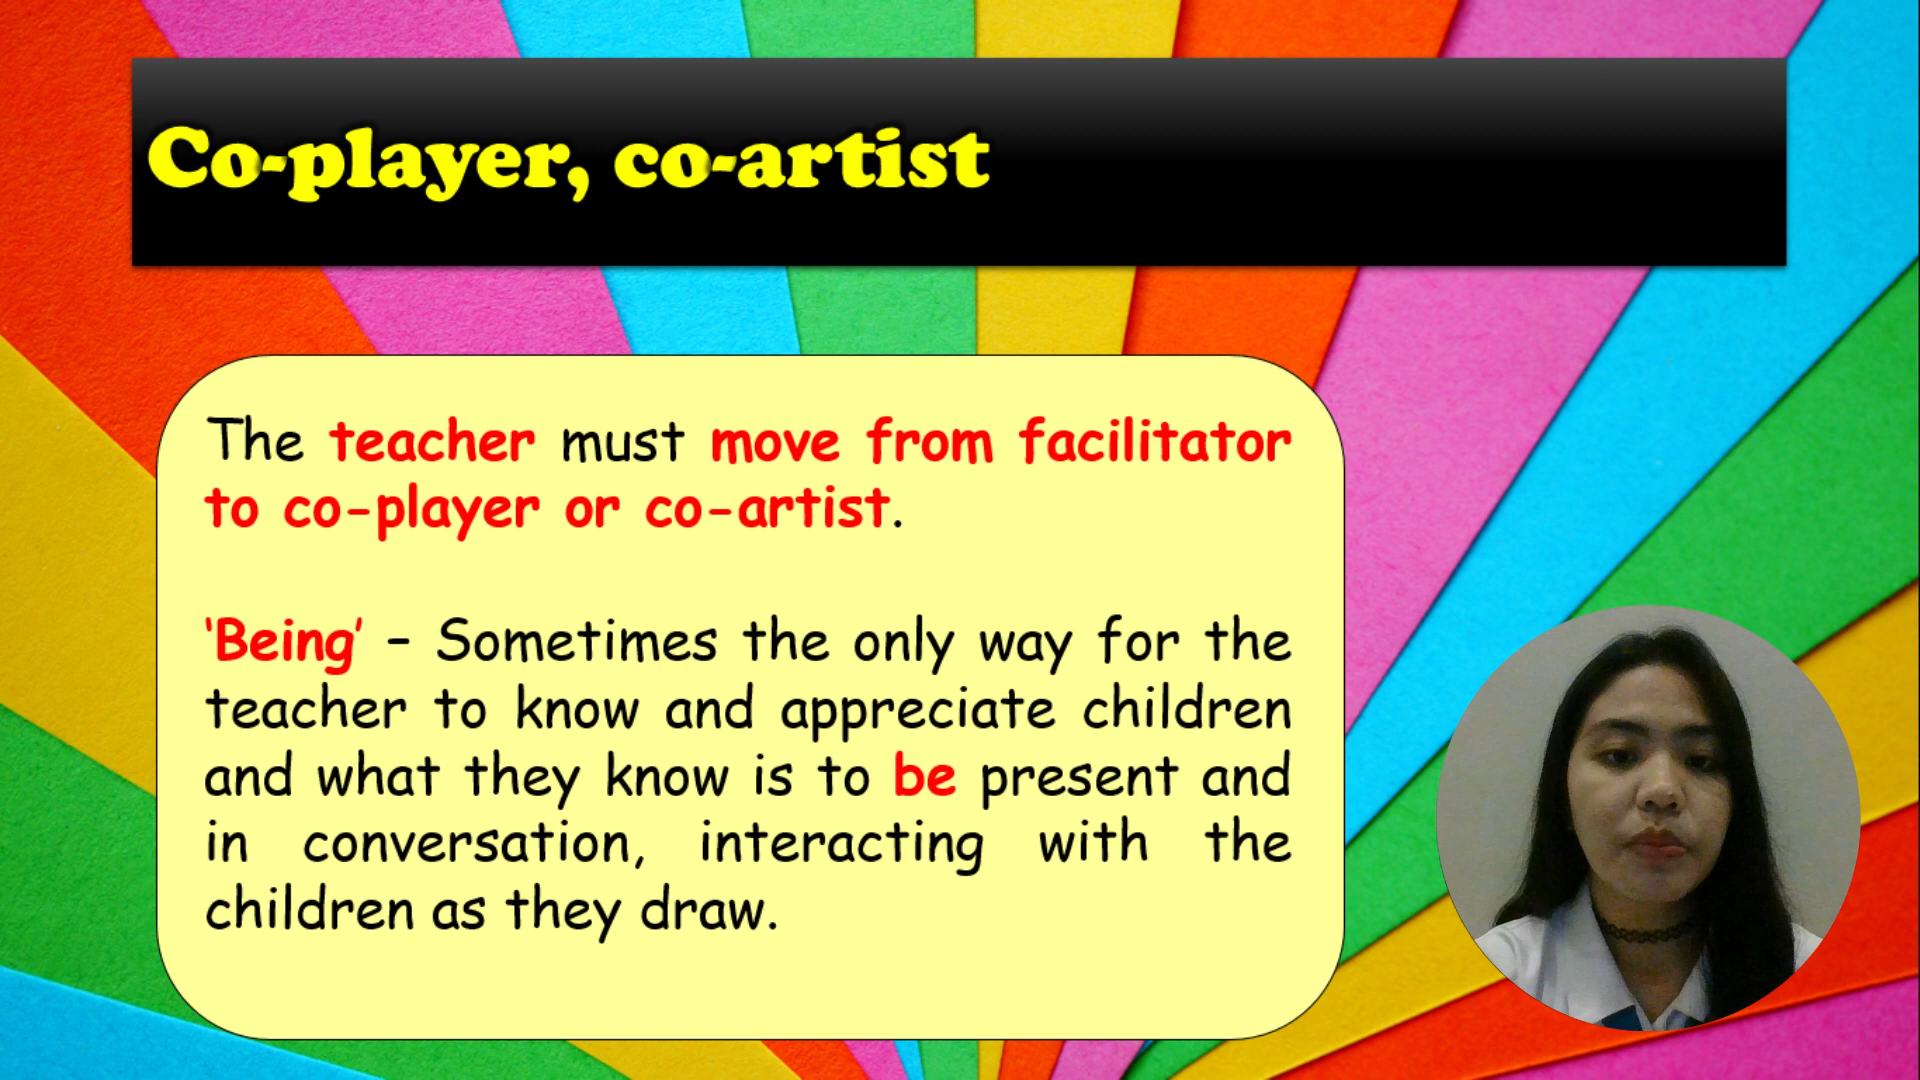 Co-player, co-artist
The teacher must move from facilitator
to co-player or co-artist.
‘Being’ – Sometimes the only way for the
teacher to know and appreciate children
and what they know is to be present and
in conversation, interacting with the
children as they draw.